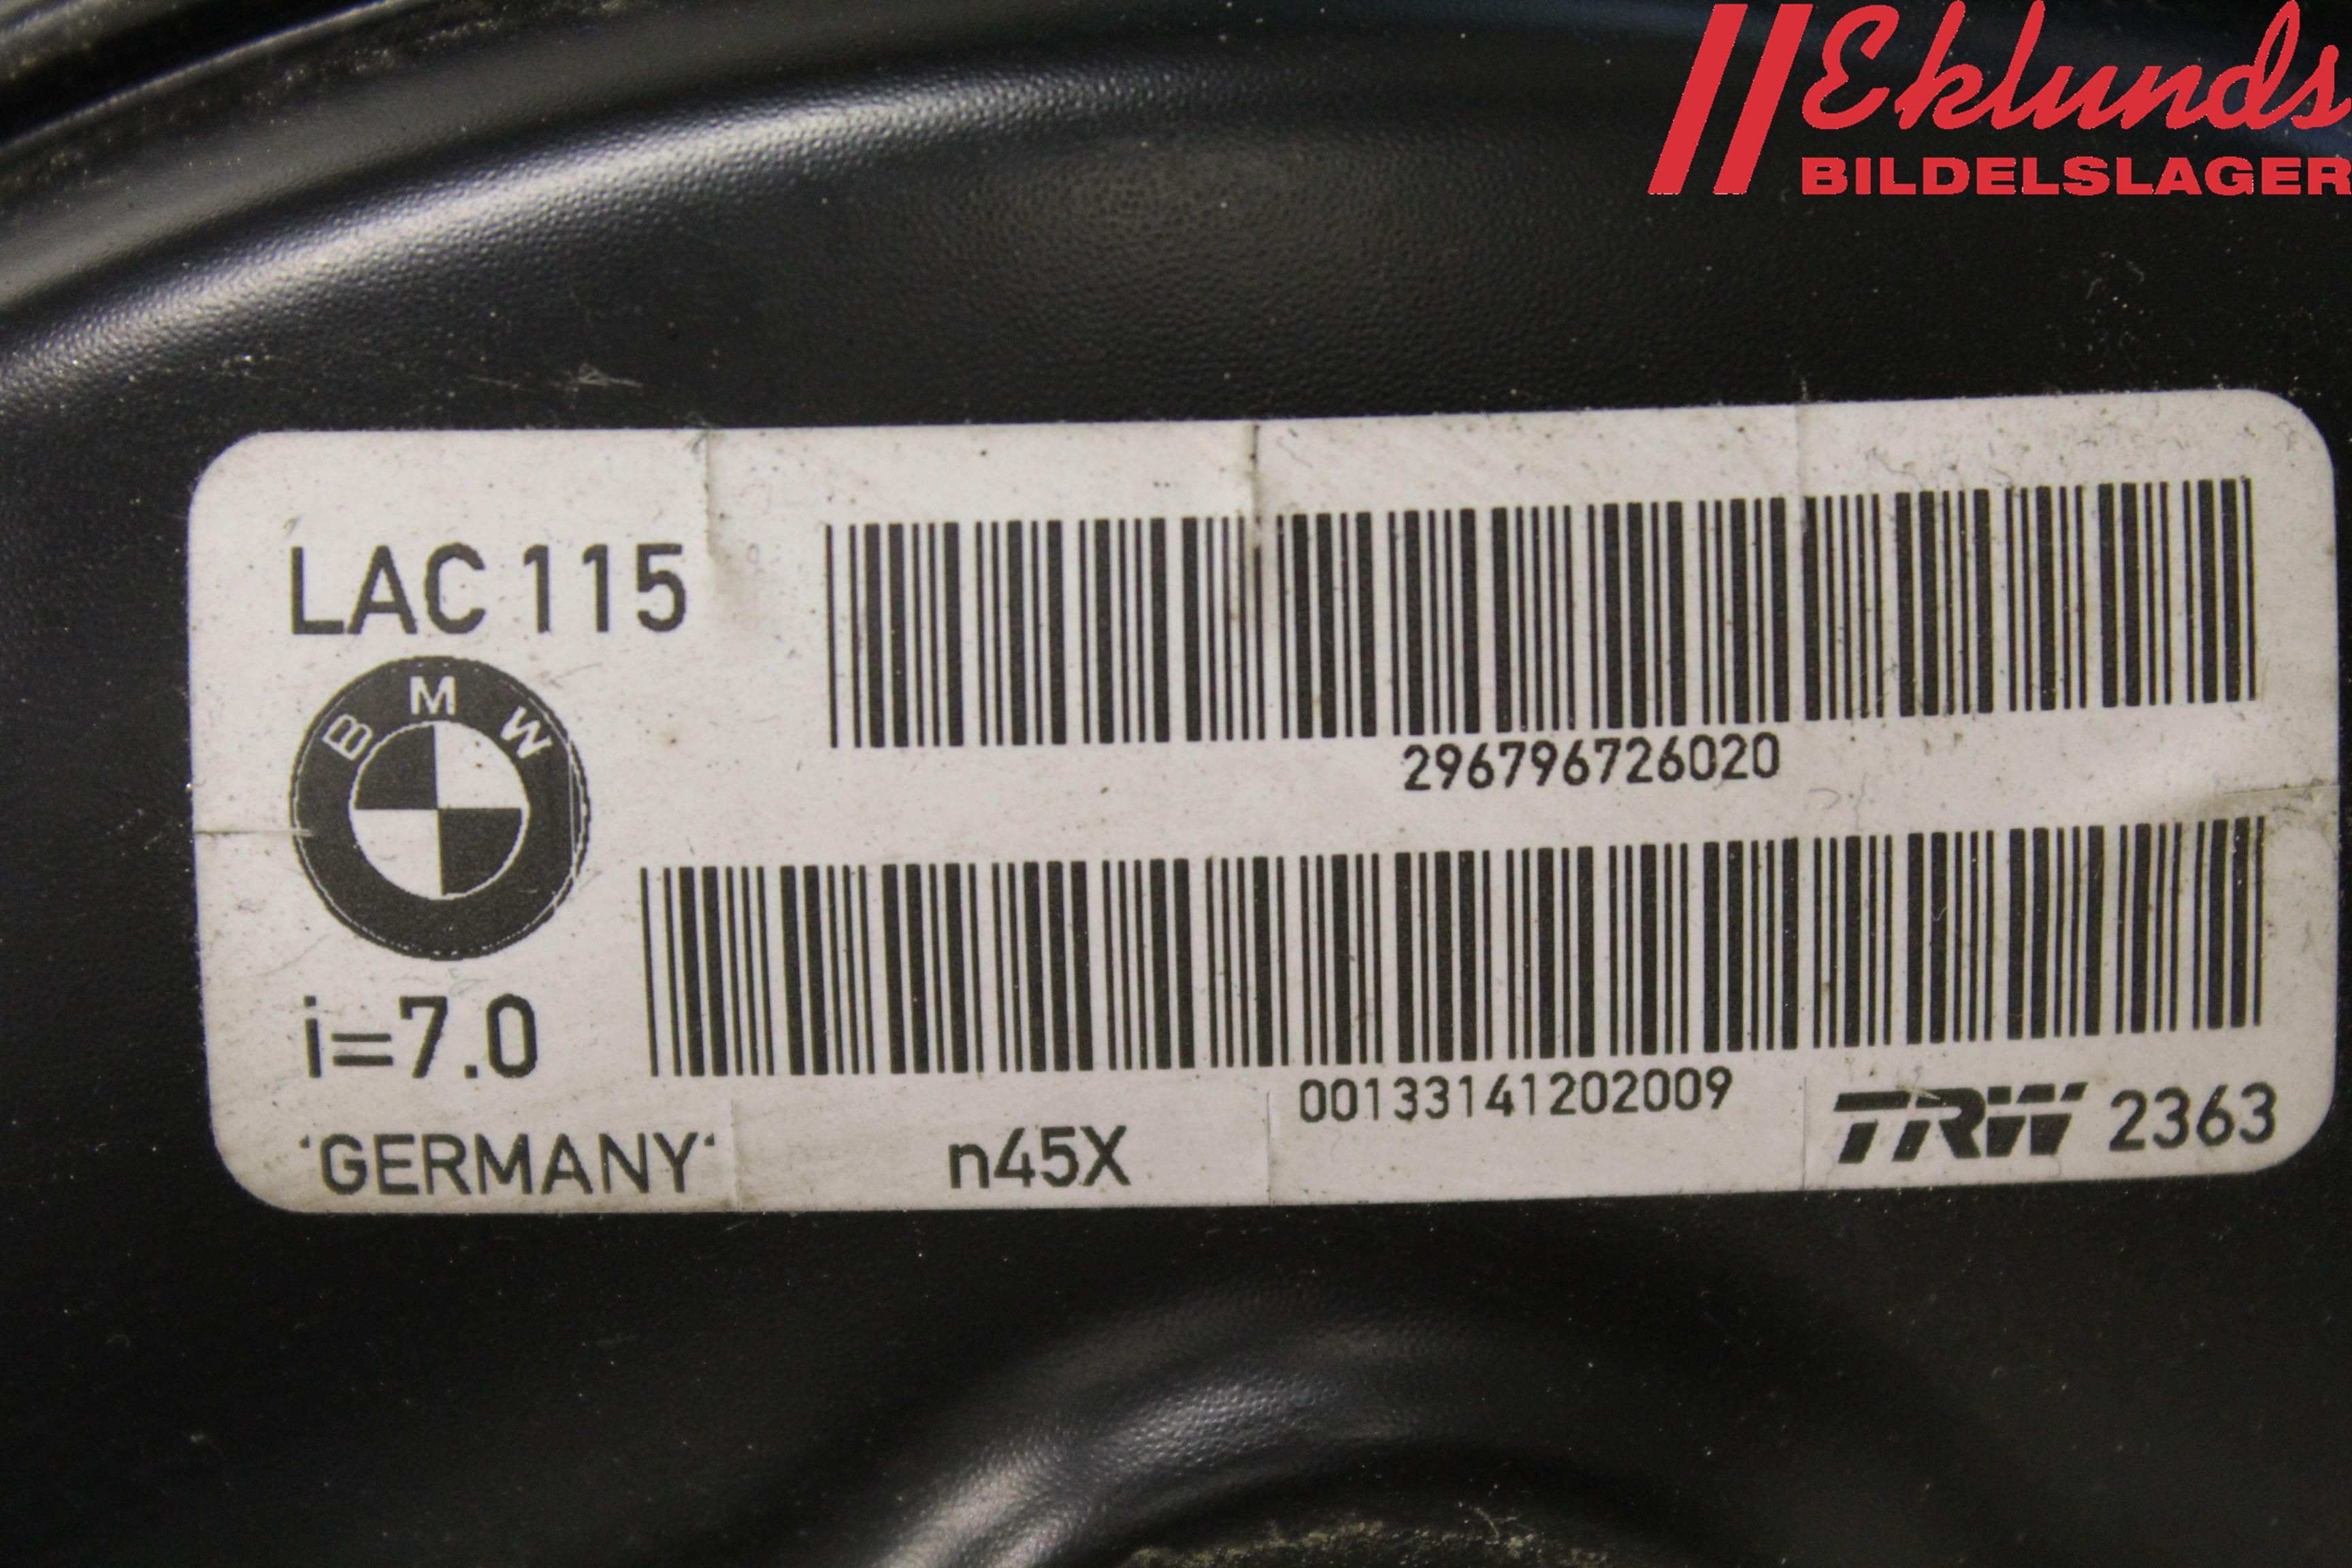 Eklunds
BILDELSLAGER
LAC 115
296796726020
BMW
i=7.0
00133141202009
'GERMANY'
n45X
TRW 2363